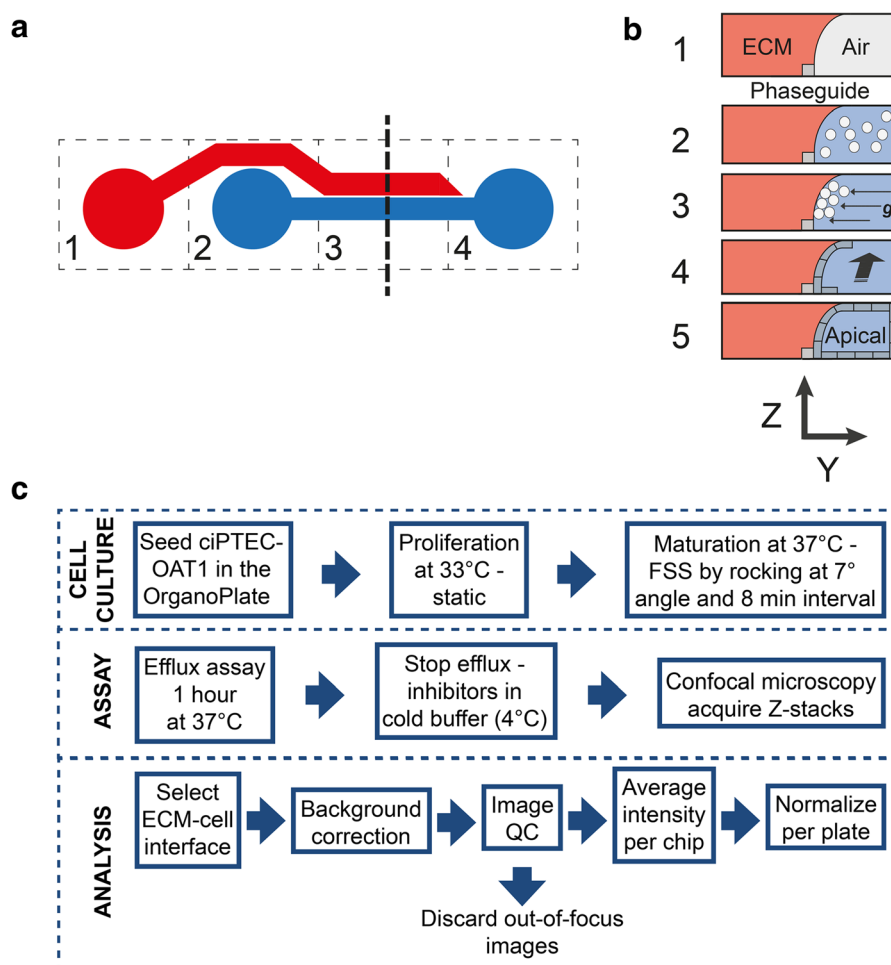 a
1
2
3
4
b
1
ECM
Air
Phaseguide
2
3
g
4
5
Apical
Z
Y
c
CELL
CULTURE
Seed ciPTEC-
OAT1 in the
OrganoPlate
Proliferation
at 33°C -
static
Maturation at 37°C -
FSS by rocking at 7°
angle and 8 min interval
ASSAY
Efflux assay
1 hour
at 37°C
Stop efflux -
inhibitors in
cold buffer (4°C)
Confocal microscopy
acquire Z-stacks
ANALYSIS
Select
ECM-cell
interface
Background
correction
Image
QC
Average
intensity
per chip
Normalize
per plate
Discard out-of-focus
images